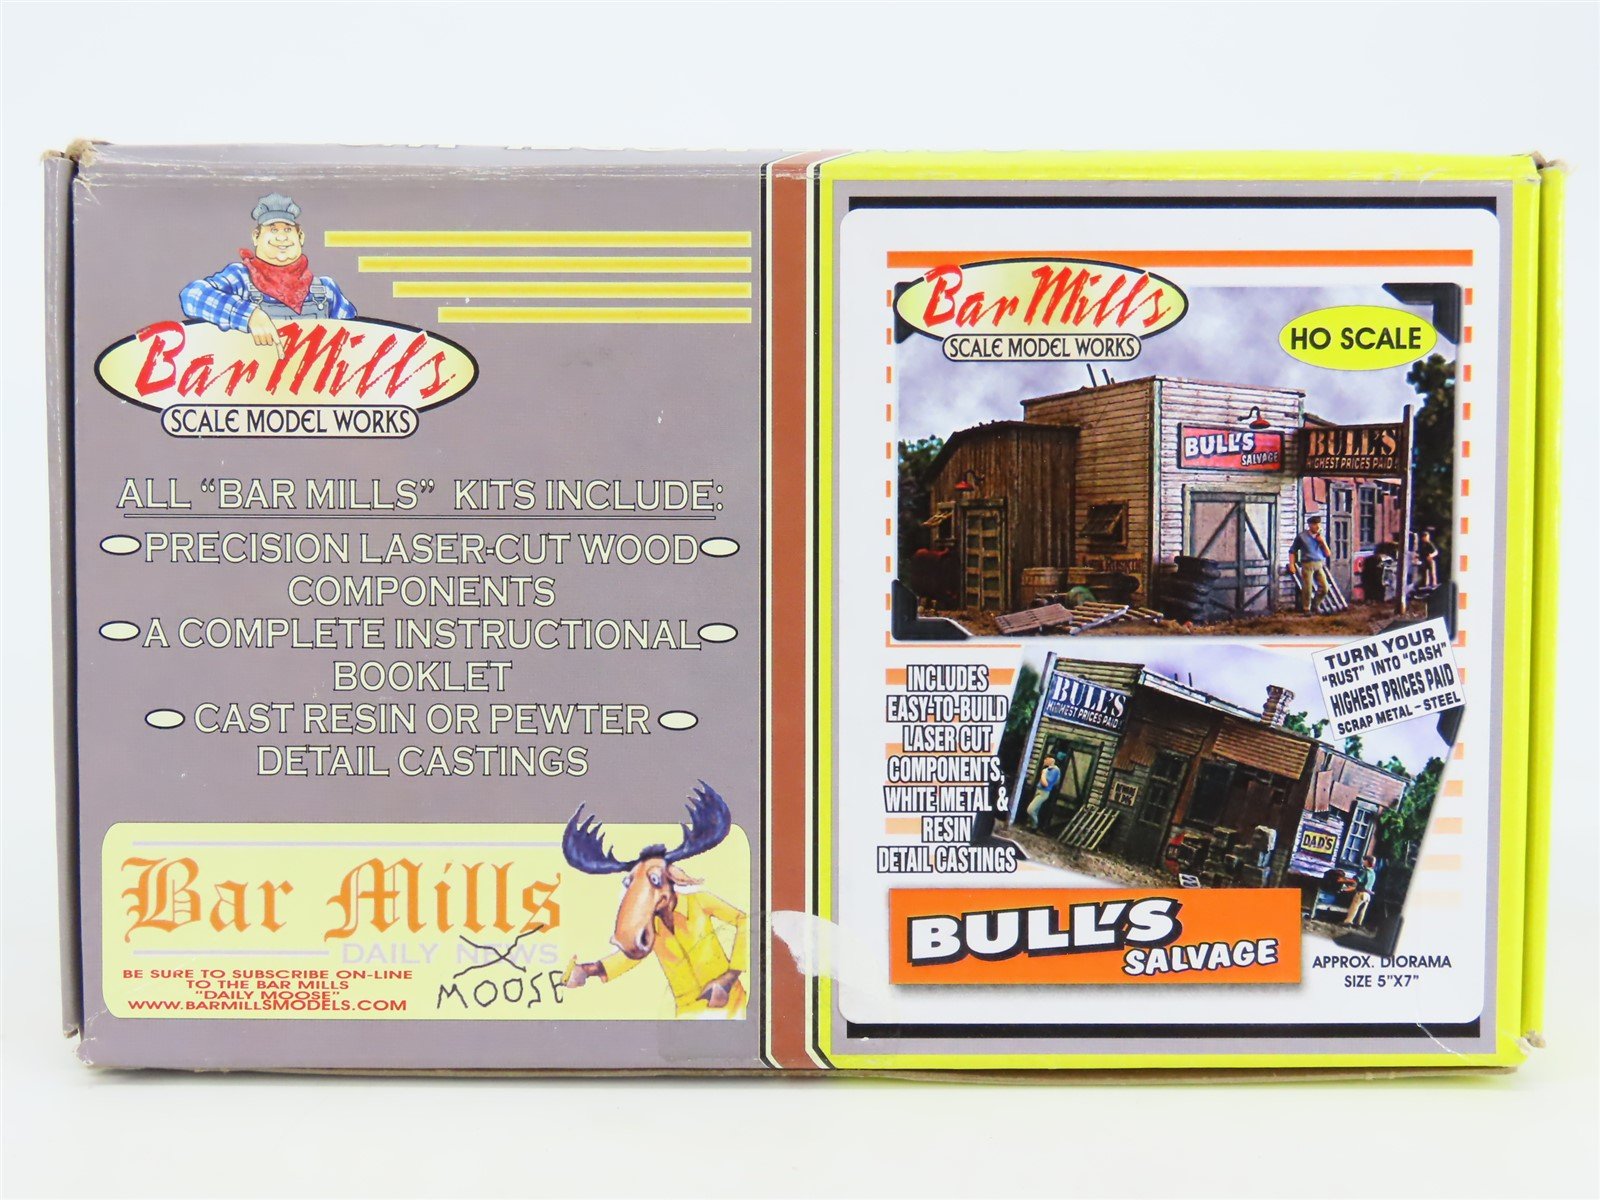 Bar Mills
SCALE MODEL WORKS
ALL "BAR MILLS" KITS INCLUDE:
PRECISION LASER-CUT WOOD
COMPONENTS
A COMPLETE INSTRUCTIONAL
BOOKLET
CAST RESIN OR PEWTER
DETAIL CASTINGS
Bar Mills
DAILY NEWS
MOOSE
BE SURE TO SUBSCRIBE ON-LINE
TO THE BAR MILLS
"DAILY MOOSE"
WWW.BARMILLSMODELS.COM
Bar Mills
SCALE MODEL WORKS
HO SCALE
BULL'S
SALVAGE
BULL'S
HIGHEST PRICES PAID!
INCLUDES
EASY-TO-BUILD
LASER CUT
COMPONENTS,
WHITE METAL &
RESIN
DETAIL CASTINGS
TURN YOUR
"RUST" INTO "CASH"
HIGHEST PRICES PAID
SCRAP METAL - STEEL
BULL'S
HIGHEST PRICES PAID!
DAD'S
BULL'S
SALVAGE
APPROX. DIORAMA
SIZE 5"X7"